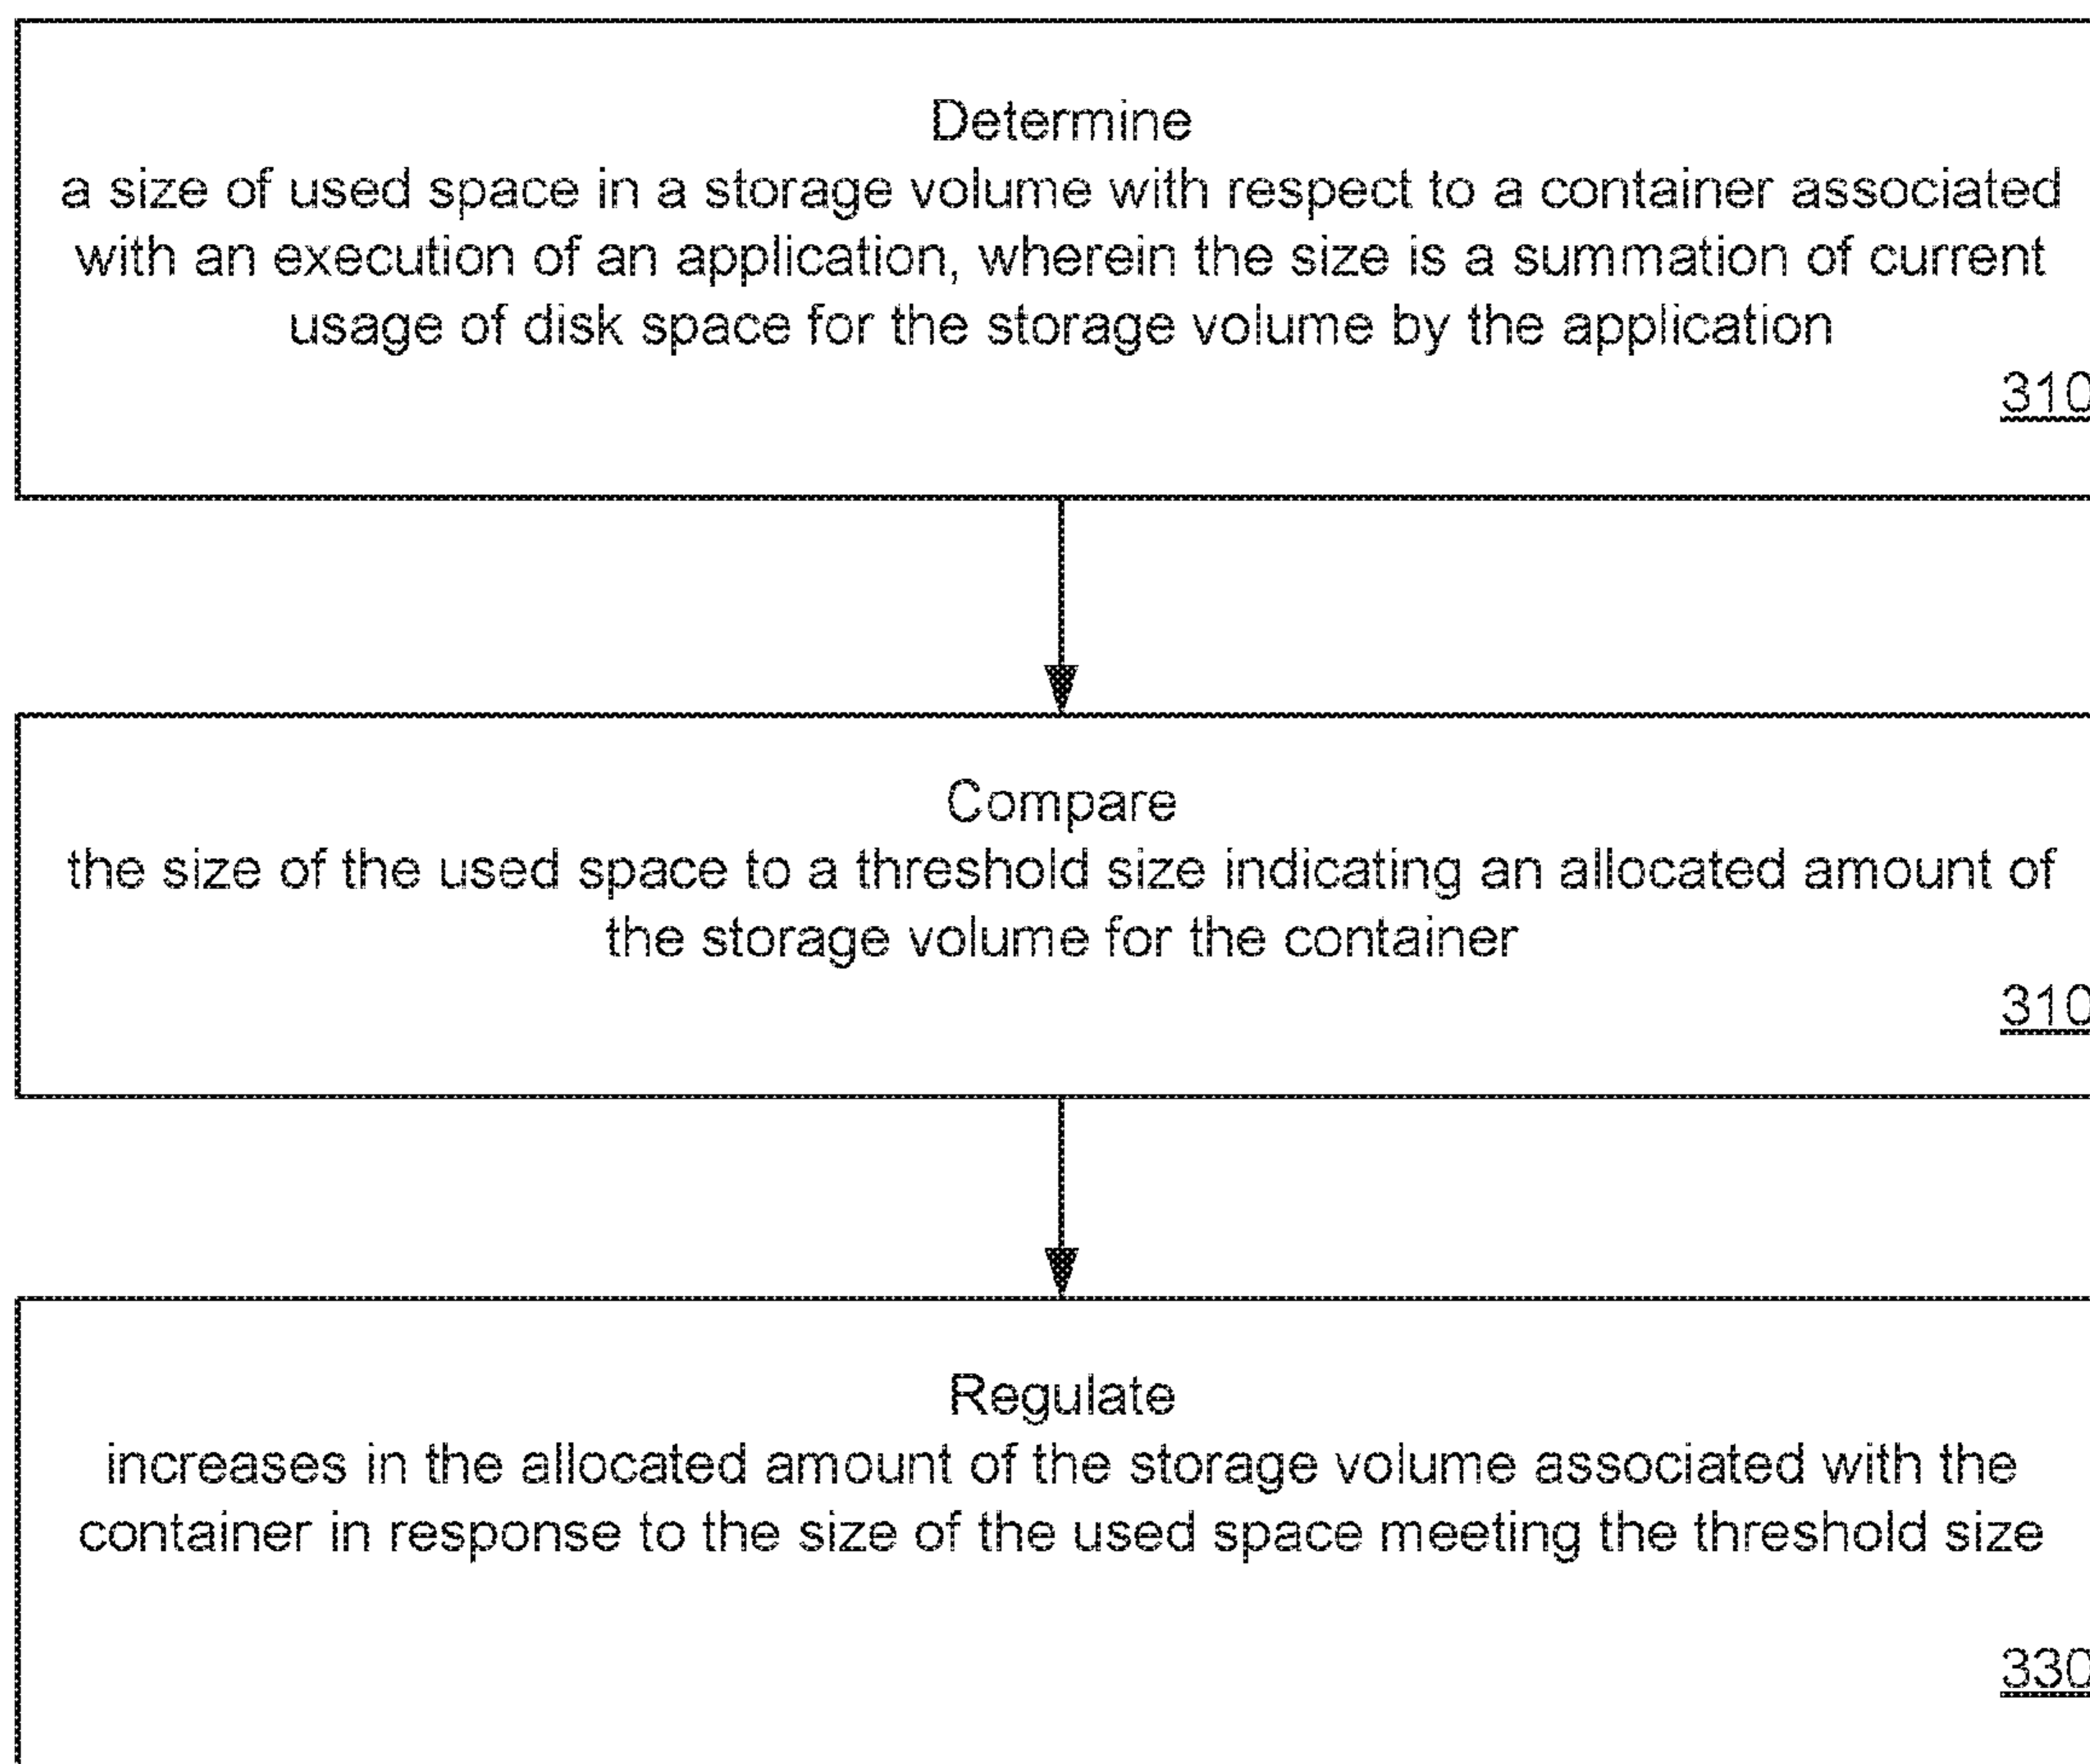 Determine
a size of used space in a storage volume with respect to a container associated
with an execution of an application, wherein the size is a summation of current
usage of disk space for the storage volume by the application
310
Compare
the size of the used space to a threshold size indicating an allocated amount of
the storage volume for the container
310
Regulate
increases in the allocated amount of the storage volume associated with the
container in response to the size of the used space meeting the threshold size
330